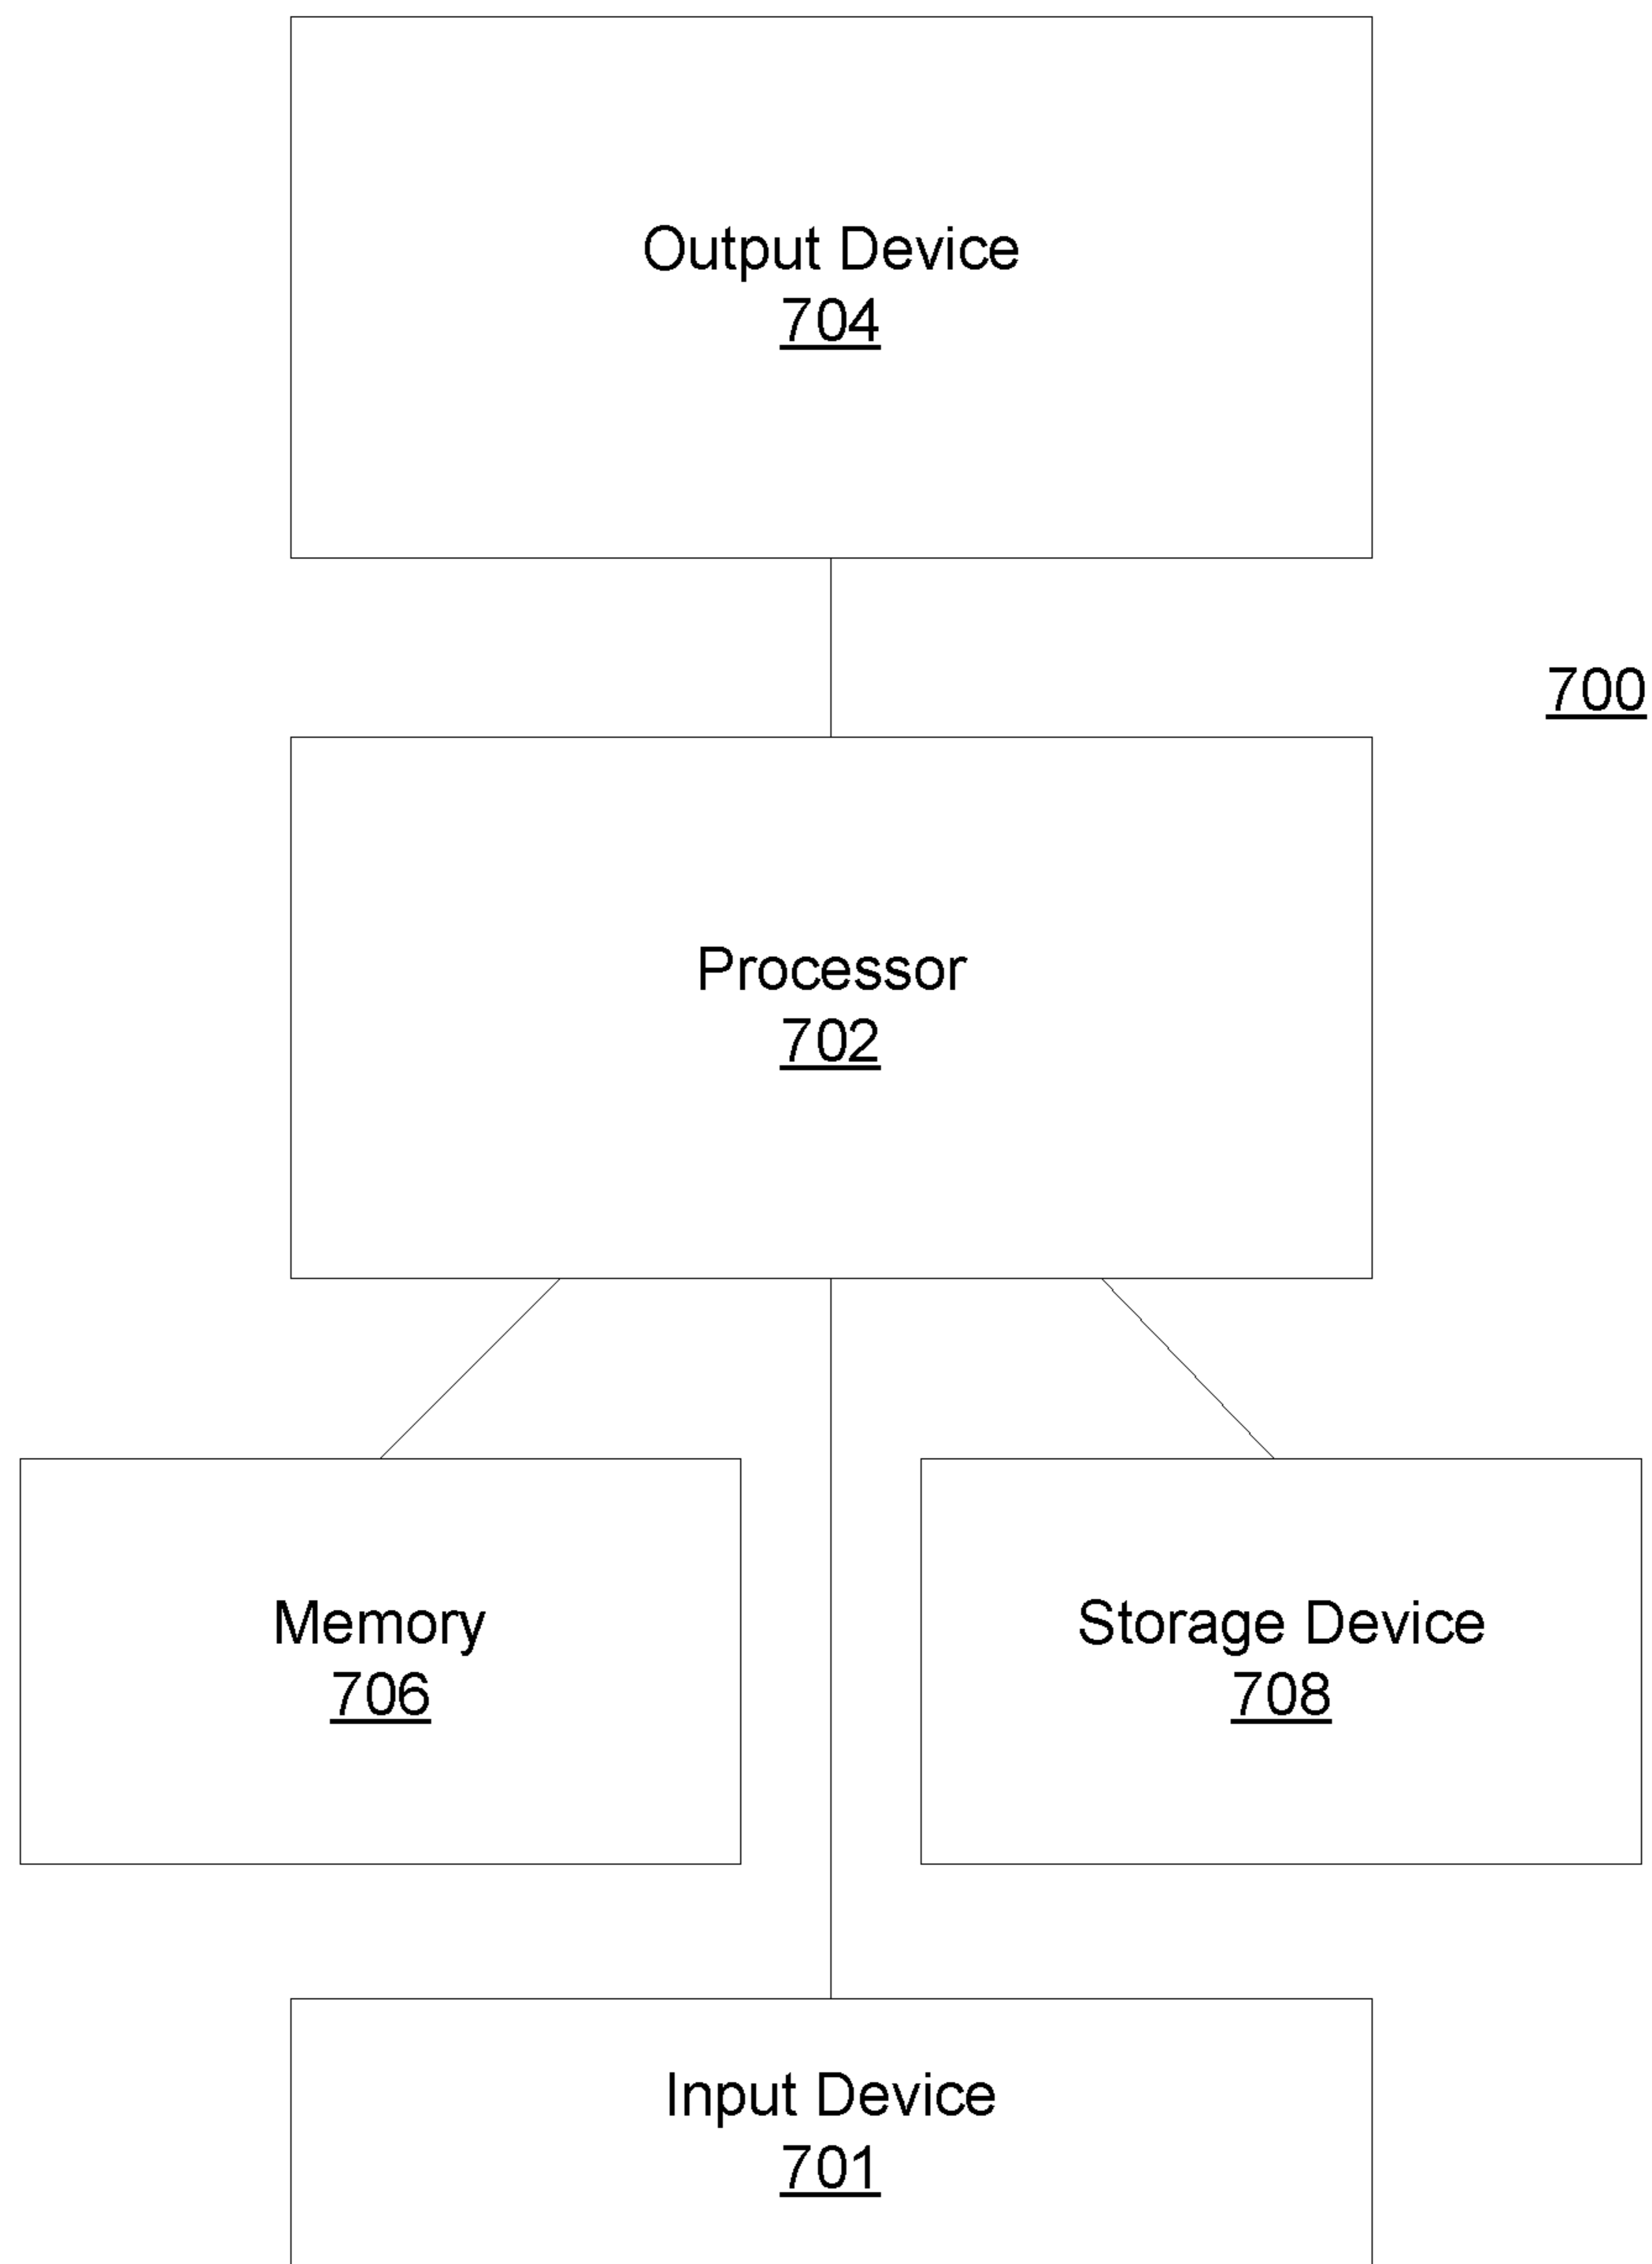 Output Device
704
700
Processor
702
Memory
706
Storage Device
708
Input Device
701